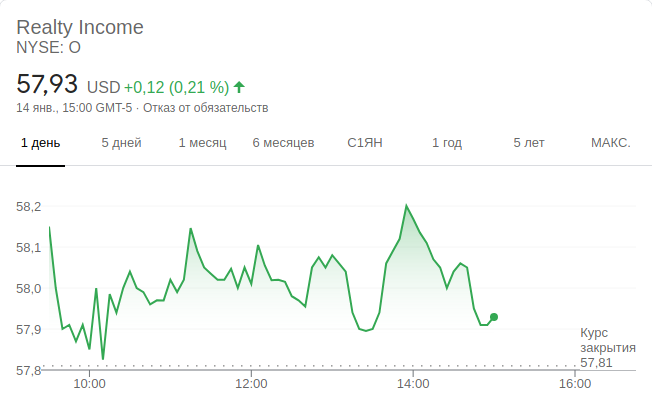 Realty Income
NYSE: O
57,93 USD +0,12 (0,21 %)
14 янв., 15:00 GMT-5 · Отказ от обязательств
1 день 5 дней 1 месяц 6 месяцев С1ЯН 1 год 5 лет МАКС.
58,2
58,1
58,0
57,9
Курс
закрытия
57,81
57,8
10:00 12:00 14:00 16:00